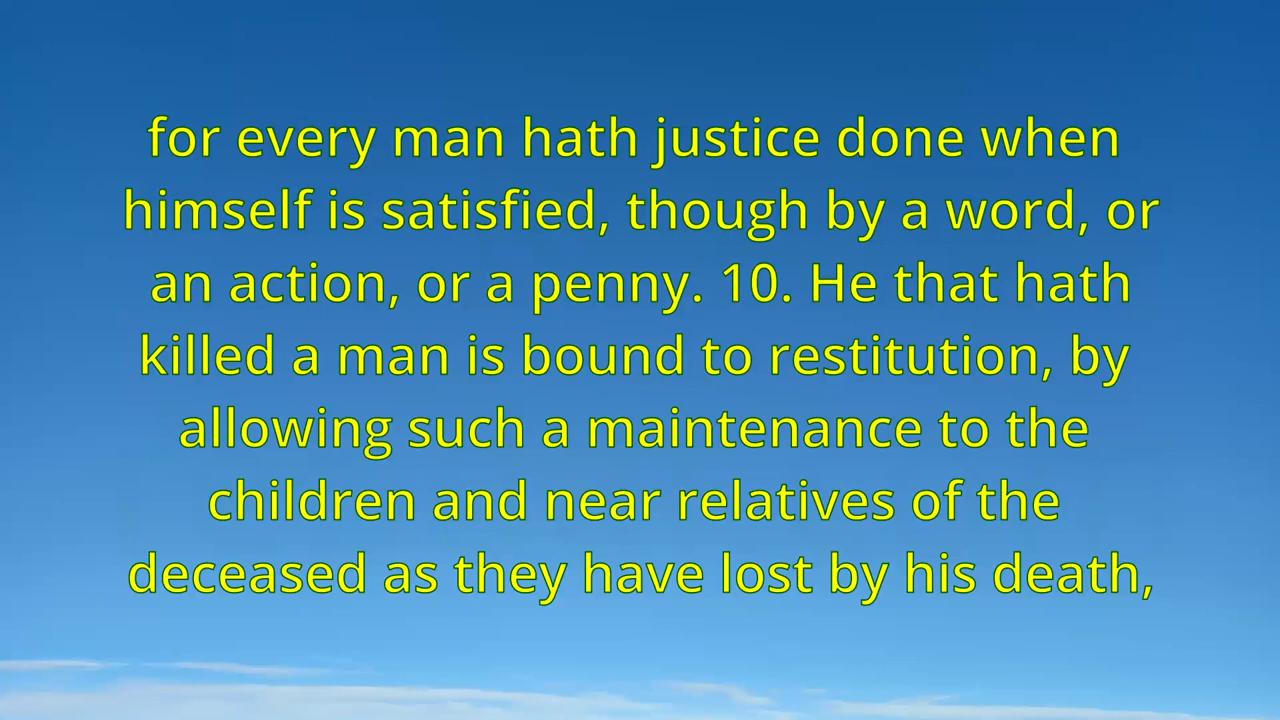 for every man hath justice done when
himself is satisfied, though by a word, or
an action, or a penny. 10. He that hath
killed a man is bound to restitution, by
allowing such a maintenance to the
children and near relatives of the
deceased as they have lost by his death,